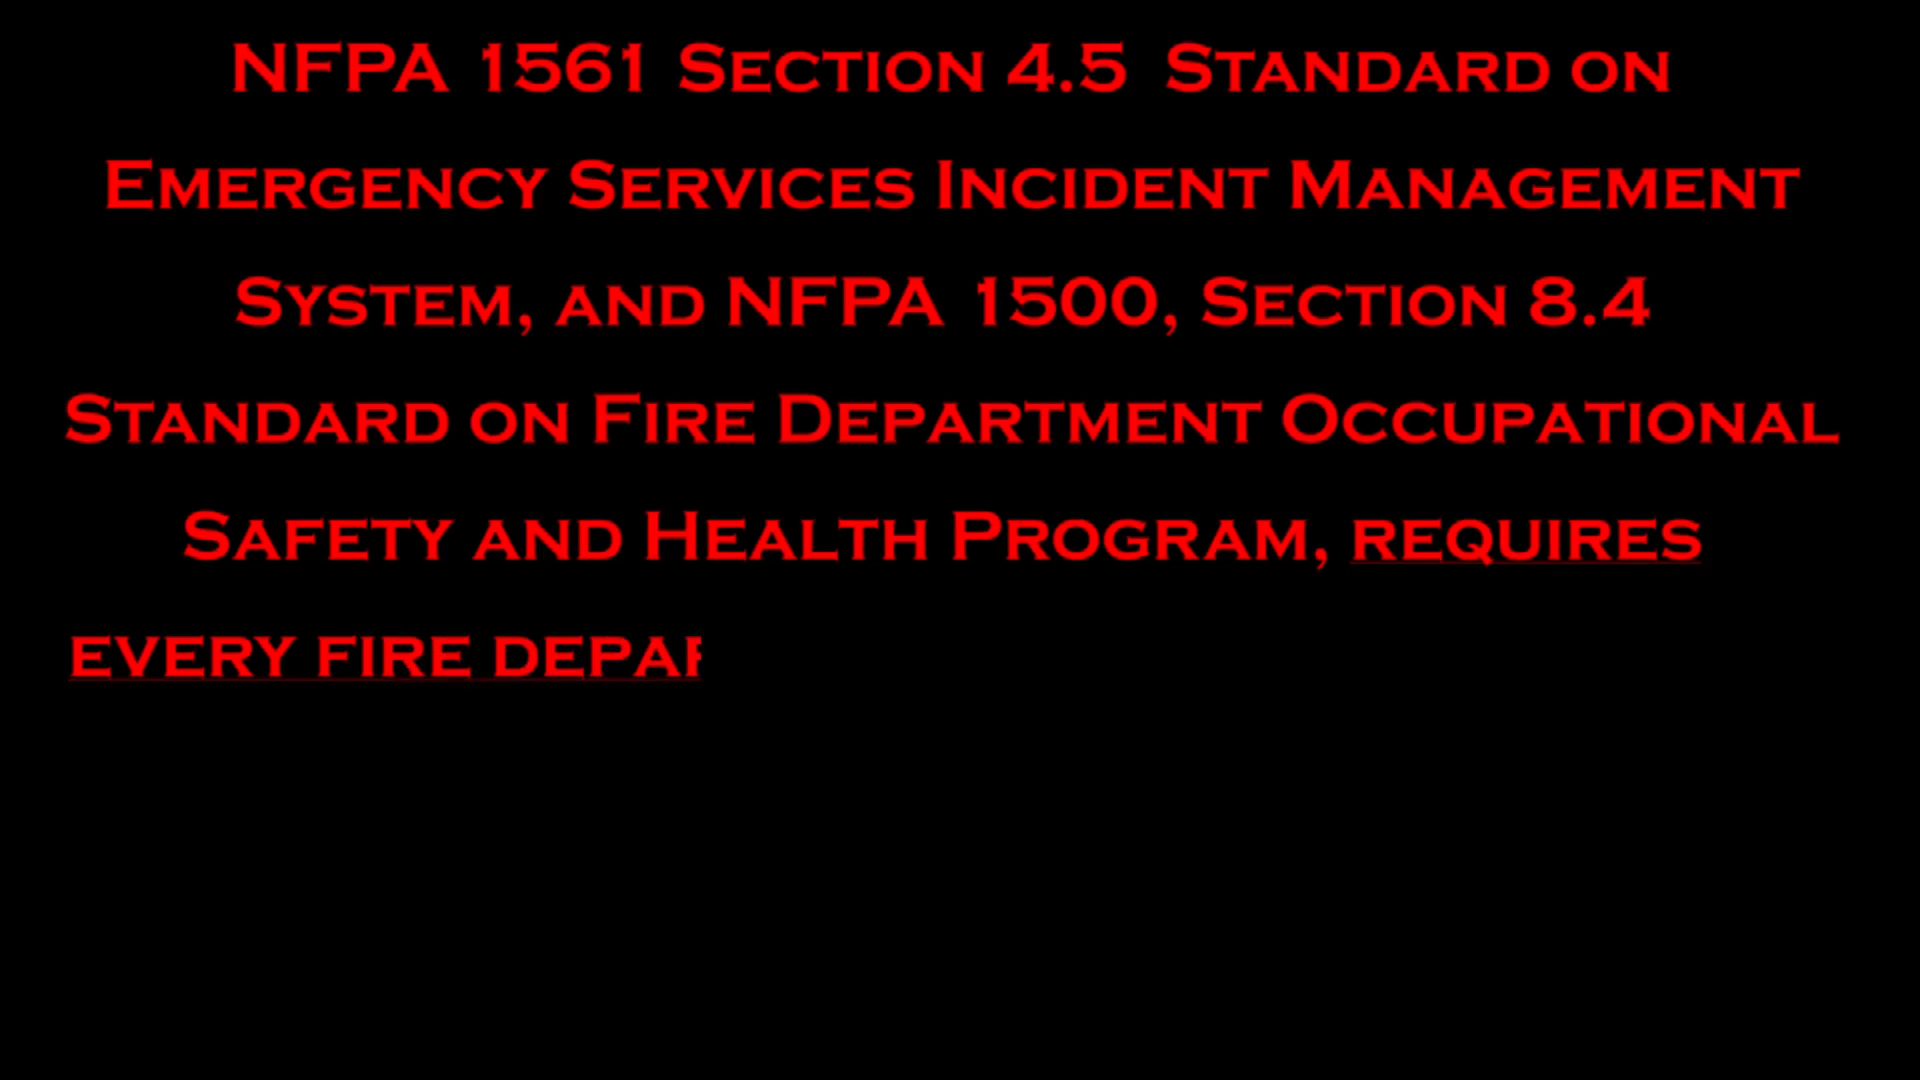 NFPA 1561 Section 4.5 Standard on
Emergency Services Incident Management
System, and NFPA 1500, Section 8.4
Standard on Fire Department Occupational
Safety and Health Program, requires
every fire